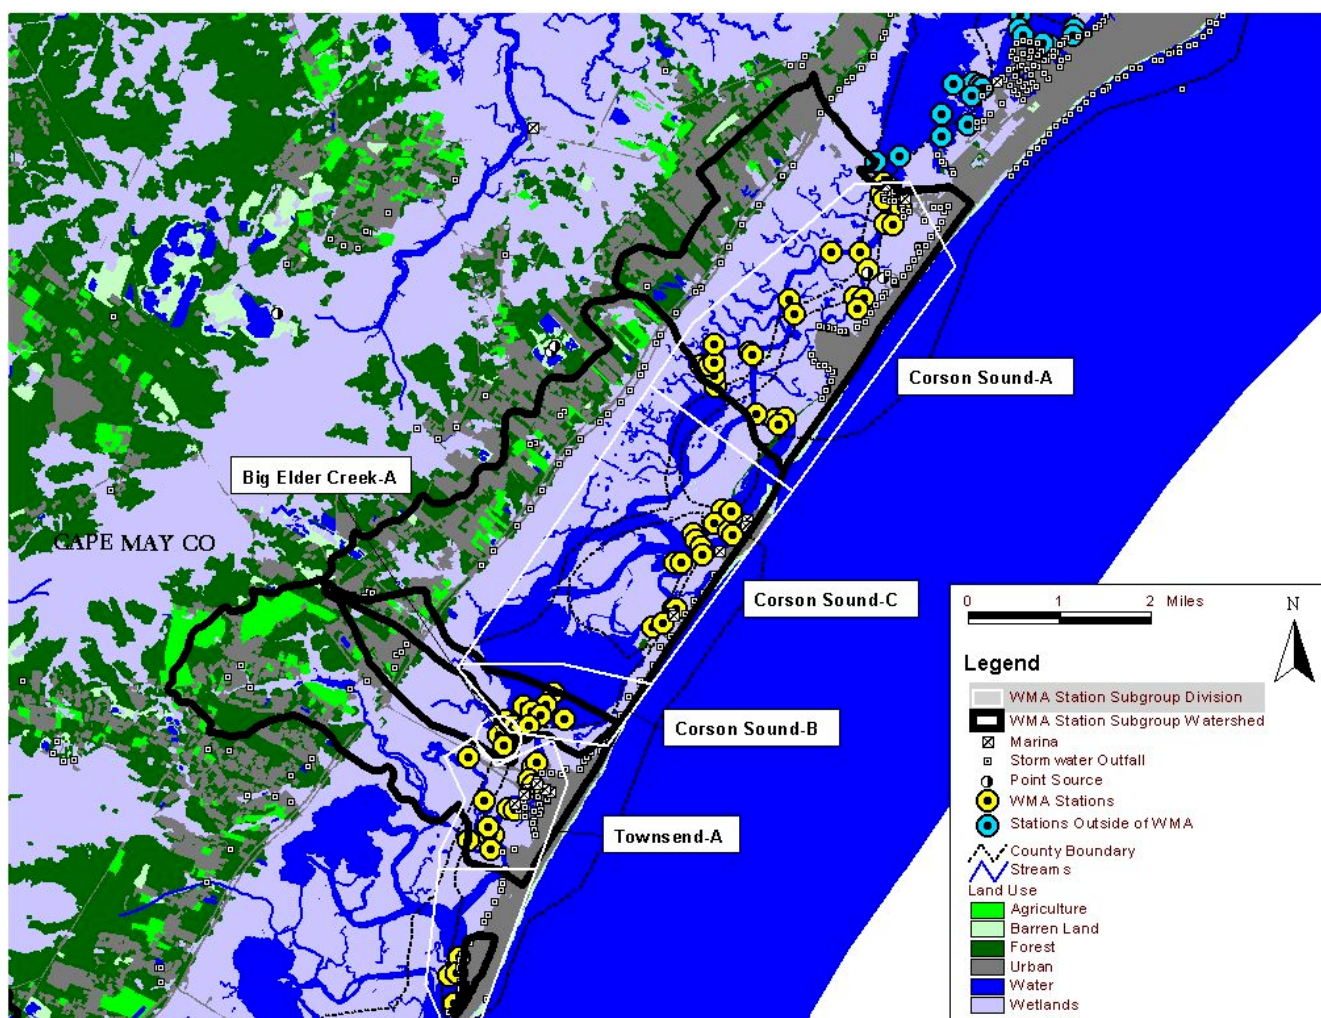 Corson Sound-A
Big Elder Creek-A
CAPE MAY CO
Corson Sound-C
Corson Sound-B
Townsend-A
0 1 2 Miles
N
Legend
WMA Station Subgroup Division
WMA Station Subgroup Watershed
Marina
Stormwater Outfall
Point Source
WMA Stations
Stations Outside of WMA
County Boundary
Streams
Land Use
Agriculture
Barren Land
Forest
Urban
Water
Wetlands